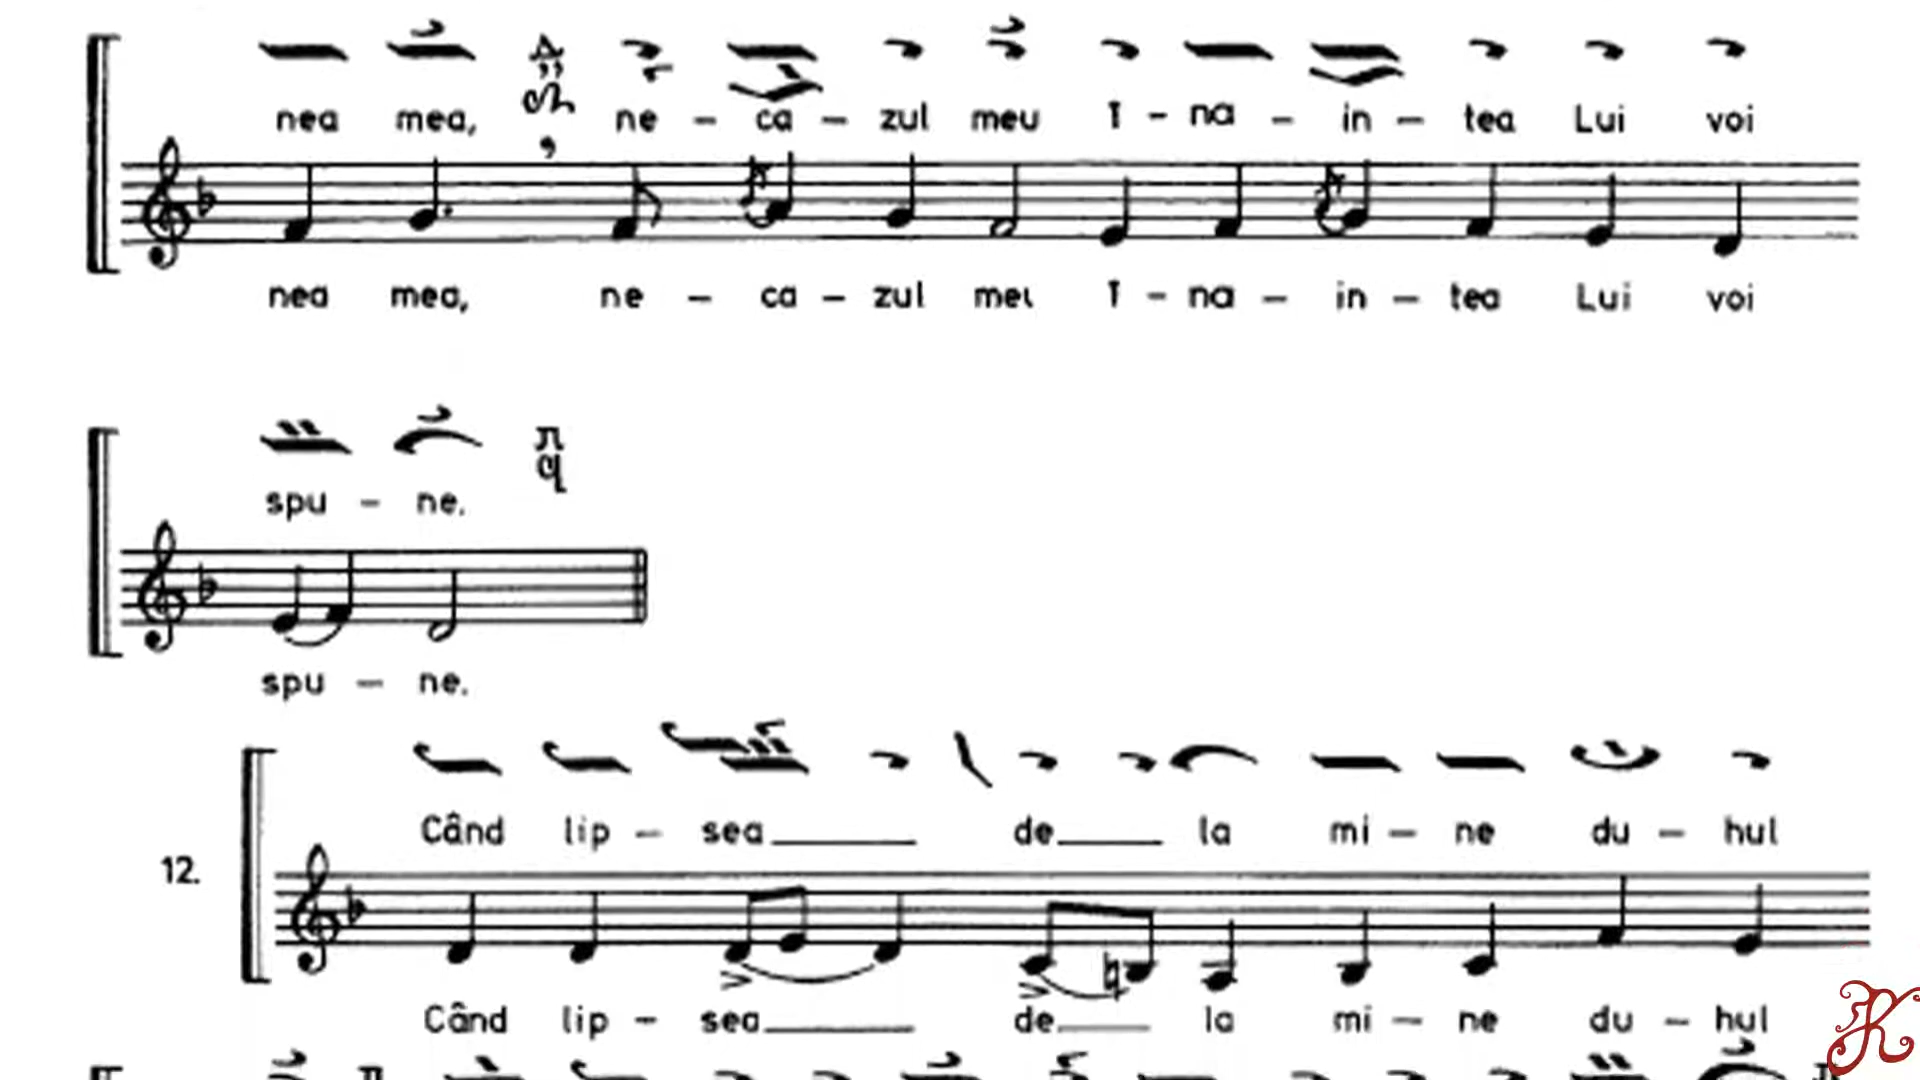 nea mea, ne - ca - zul meu î - na - in - tea Lui voi
nea mea, ne - ca - zul meu î - na - in - tea Lui voi
spu - ne.
spu - ne.
Când lip - sea de la mi - ne du - hul
12.
Când lip - sea de la mi - ne du - hul